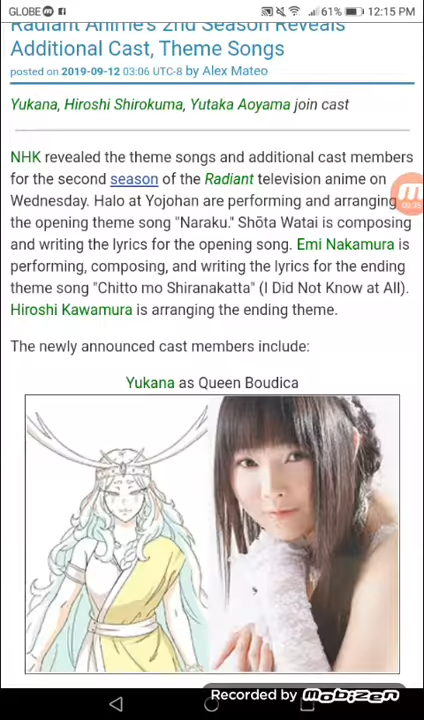 GLOBE 61% 12:15 PM
Radiant Anime's 2nd Season Reveals
Additional Cast, Theme Songs
posted on 2019-09-12 03:06 UTC-8 by Alex Mateo
Yukana, Hiroshi Shirokuma, Yutaka Aoyama join cast
NHK revealed the theme songs and additional cast members
for the second season of the Radiant television anime on
Wednesday. Halo at Yojohan are performing and arranging
the opening theme song "Naraku." Shōta Watai is composing
and writing the lyrics for the opening song. Emi Nakamura is
performing, composing, and writing the lyrics for the ending
theme song "Chitto mo Shiranakatta" (I Did Not Know at All).
Hiroshi Kawamura is arranging the ending theme.
The newly announced cast members include:
Yukana as Queen Boudica
Recorded by mobizen